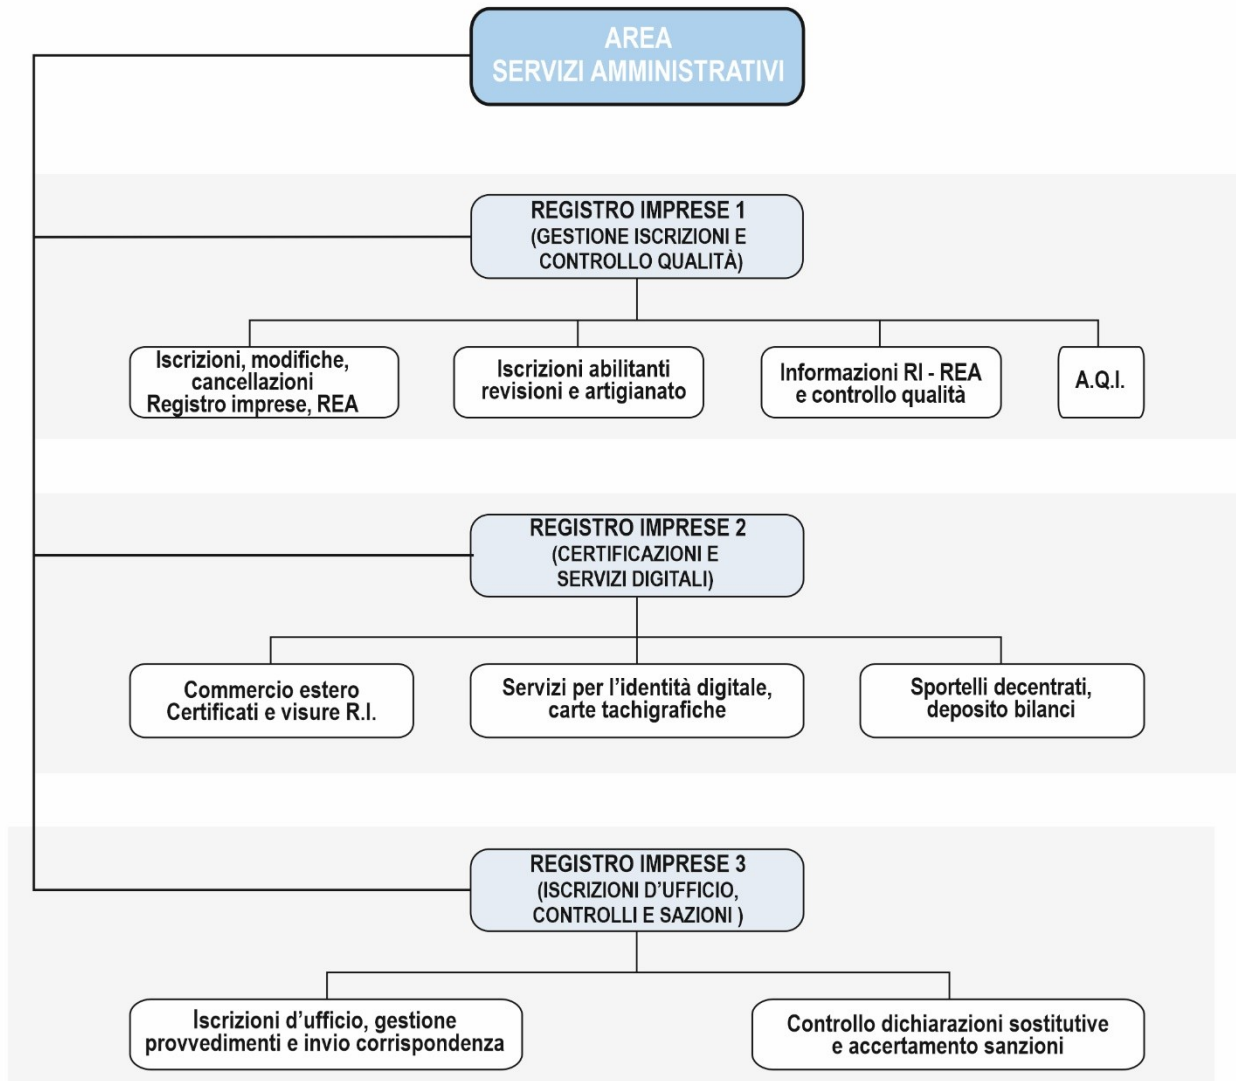 AREA
SERVIZI AMMINISTRATIVI
REGISTRO IMPRESE 1
(GESTIONE ISCRIZIONI E
CONTROLLO QUALITÀ)
Iscrizioni, modifiche,
cancellazioni
Registro imprese, REA
Iscrizioni abilitanti
revisioni e artigianato
Informazioni RI - REA
e controllo qualità
A.Q.I.
REGISTRO IMPRESE 2
(CERTIFICAZIONI E
SERVIZI DIGITALI)
Commercio estero
Certificati e visure R.I.
Servizi per l’identità digitale,
carte tachigrafiche
Sportelli decentrati,
deposito bilanci
REGISTRO IMPRESE 3
(ISCRIZIONI D’UFFICIO,
CONTROLLI E SAZIONI )
Iscrizioni d’ufficio, gestione
provvedimenti e invio corrispondenza
Controllo dichiarazioni sostitutive
e accertamento sanzioni